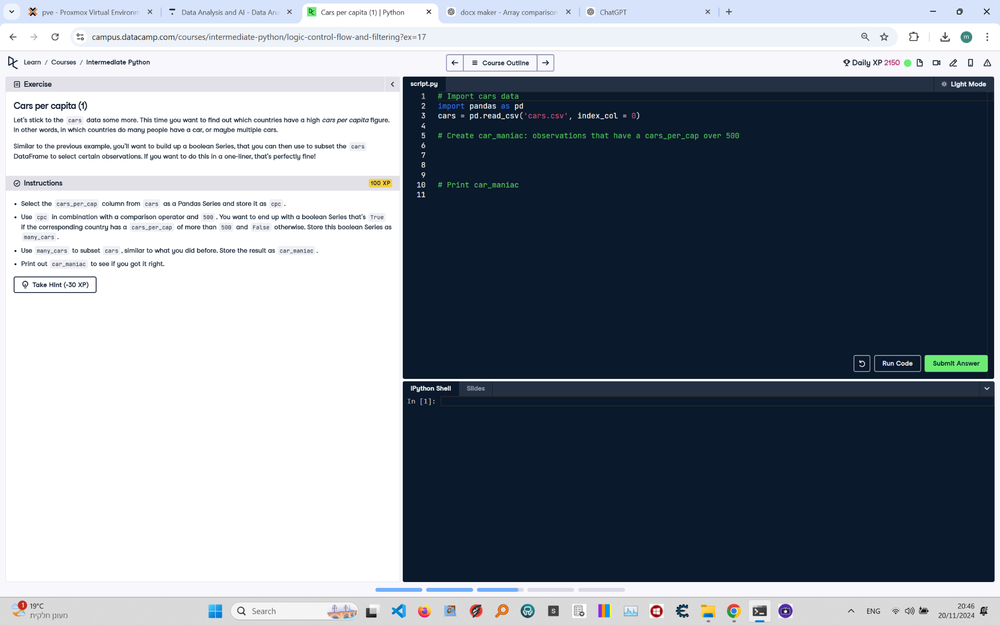 pve - Proxmox Virtual Environm
Data Analysis and AI - Data Ana
Cars per capita (1) | Python
docx maker - Array comparison
ChatGPT
campus.datacamp.com/courses/intermediate-python/logic-control-flow-and-filtering?ex=17
m
Learn / Courses / Intermediate Python
Course Outline
Daily XP 2150
Exercise
Cars per capita (1)
Let's stick to the cars data some more. This time you want to find out which countries have a high cars per capita figure.
In other words, in which countries do many people have a car, or maybe multiple cars.
Similar to the previous example, you'll want to build up a boolean Series, that you can then use to subset the cars
DataFrame to select certain observations. If you want to do this in a one-liner, that's perfectly fine!
Instructions
100 XP
• Select the cars_per_cap column from cars as a Pandas Series and store it as cpc .
• Use cpc in combination with a comparison operator and 500 . You want to end up with a boolean Series that's True
if the corresponding country has a cars_per_cap of more than 500 and False otherwise. Store this boolean Series as
many_cars .
• Use many_cars to subset cars , similar to what you did before. Store the result as car_maniac .
• Print out car_maniac to see if you got it right.
Take Hint (-30 XP)
script.py
Light Mode
1 # Import cars data
2 import pandas as pd
3 cars = pd.read_csv('cars.csv', index_col = 0)
4
5 # Create car_maniac: observations that have a cars_per_cap over 500
6
7
8
9
10 # Print car_maniac
11
Run Code
Submit Answer
IPython Shell
Slides
In [1]:
1
19°C
מעונן חלקית
Search
S
ENG
20:46
20/11/2024